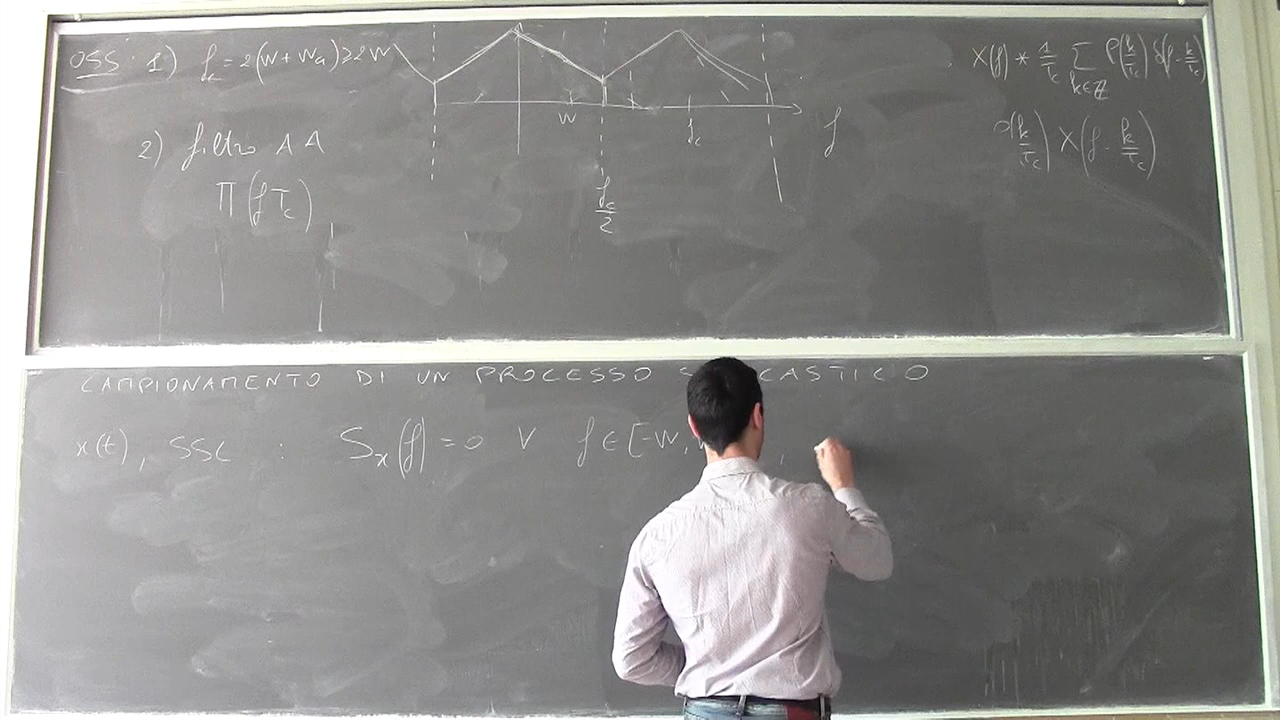 OSS: 1) f_c = 2(W + W_a) ≥ 2W
2) filtro AA
Π(f T_c)
W
f_c
f
f_c/2
X(f) * 1/T_c Σ_{k∈ℤ} P(k/T_c) δ(f - k/T_c)
P(k/T_c) X(f - k/T_c)
CAMPIONAMENTO DI UN PROCESSO S CASTICO
x(t), SSL : S_x(f) = 0 ∀ f ∈ [-W,